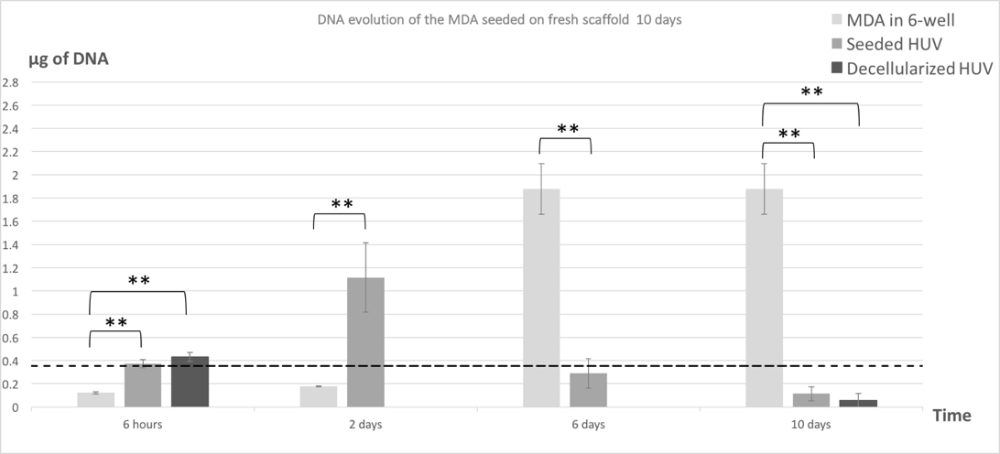 DNA evolution of the MDA seeded on fresh scaffold 10 days
MDA in 6-well
Seeded HUV
Decellularized HUV
µg of DNA
2.8
2.6
2.4
2.2
2
1.8
1.6
1.4
1.2
1
0.8
0.6
0.4
0.2
0
**
**
**
**
**
**
6 hours
2 days
6 days
10 days
Time